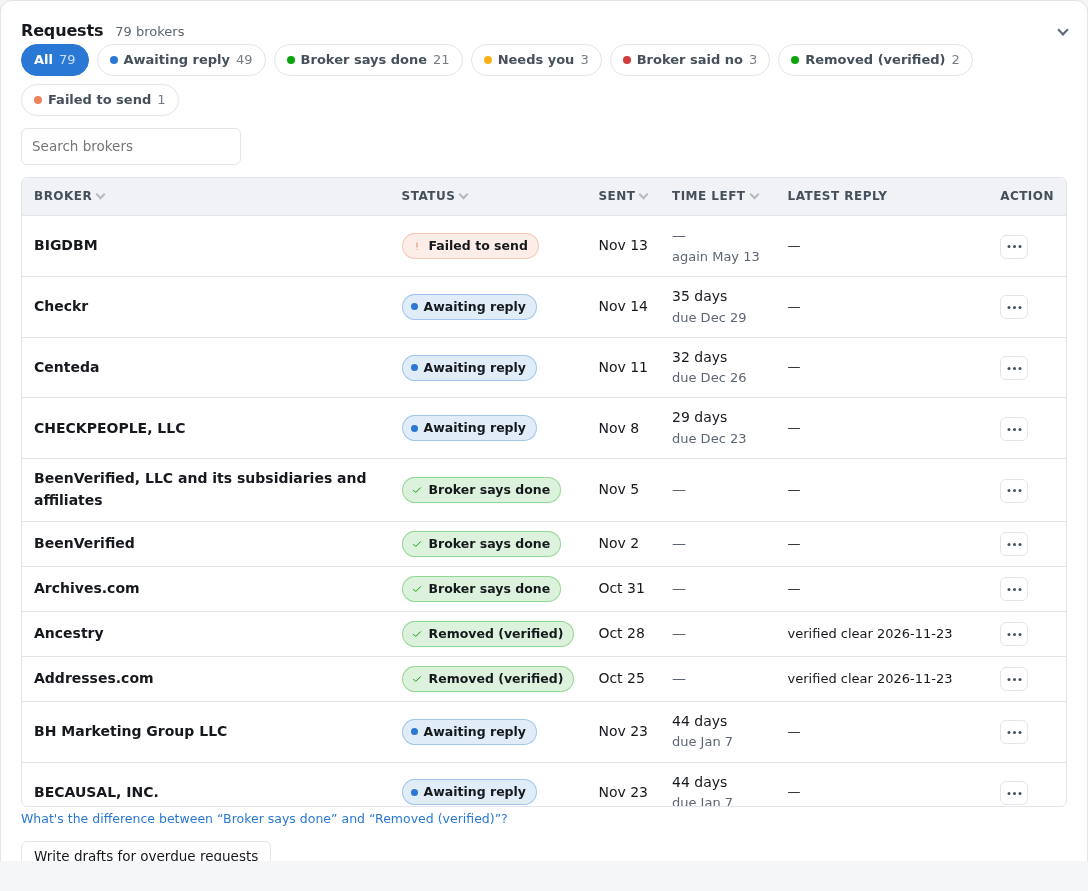 Requests 79 brokers
All 79 Awaiting reply 49 Broker says done 21 Needs you 3 Broker said no 3 Removed (verified) 2
Failed to send 1
Search brokers
BROKER STATUS SENT TIME LEFT LATEST REPLY ACTION
BIGDBM ! Failed to send Nov 13 — —
again May 13
Checkr Awaiting reply Nov 14 35 days —
due Dec 29
Centeda Awaiting reply Nov 11 32 days —
due Dec 26
CHECKPEOPLE, LLC Awaiting reply Nov 8 29 days —
due Dec 23
BeenVerified, LLC and its subsidiaries and
affiliates ✓ Broker says done Nov 5 — —
BeenVerified ✓ Broker says done Nov 2 — —
Archives.com ✓ Broker says done Oct 31 — —
Ancestry ✓ Removed (verified) Oct 28 — verified clear 2026-11-23
Addresses.com ✓ Removed (verified) Oct 25 — verified clear 2026-11-23
BH Marketing Group LLC Awaiting reply Nov 23 44 days —
due Jan 7
BECAUSAL, INC. Awaiting reply Nov 23 44 days —
due Jan 7
What's the difference between “Broker says done” and “Removed (verified)”?
Write drafts for overdue requests